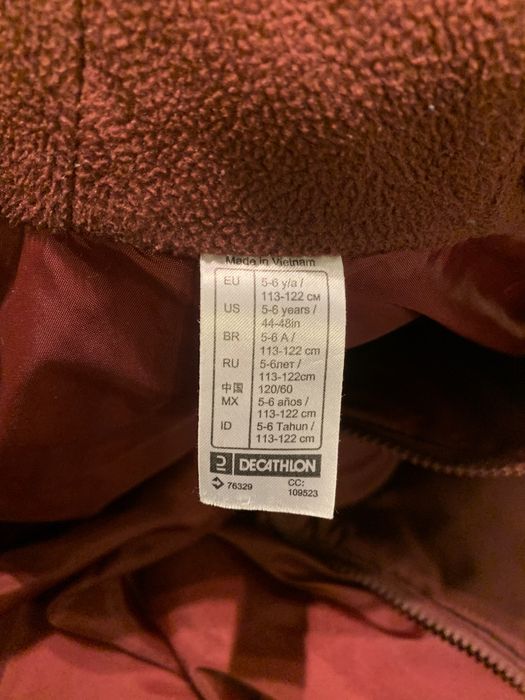 Made in Vietnam
EU 5-6 y/a /
113-122 CM
US 5-6 years /
44-48in
BR 5-6 A /
113-122 cm
RU 5-6лет /
113-122cm
中国 120/60
MX 5-6 años /
113-122 cm
ID 5-6 Tahun /
113-122 cm
DECATHLON
76329 CC:
109523